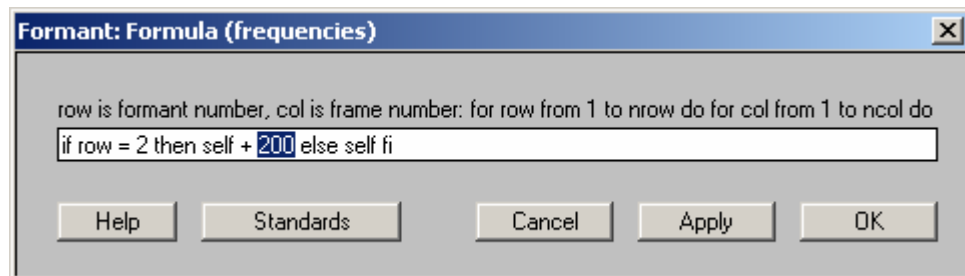 Formant: Formula (frequencies)
row is formant number, col is frame number: for row from 1 to nrow do for col from 1 to ncol do
if row = 2 then self + 200 else self fi
Help Standards Cancel Apply OK